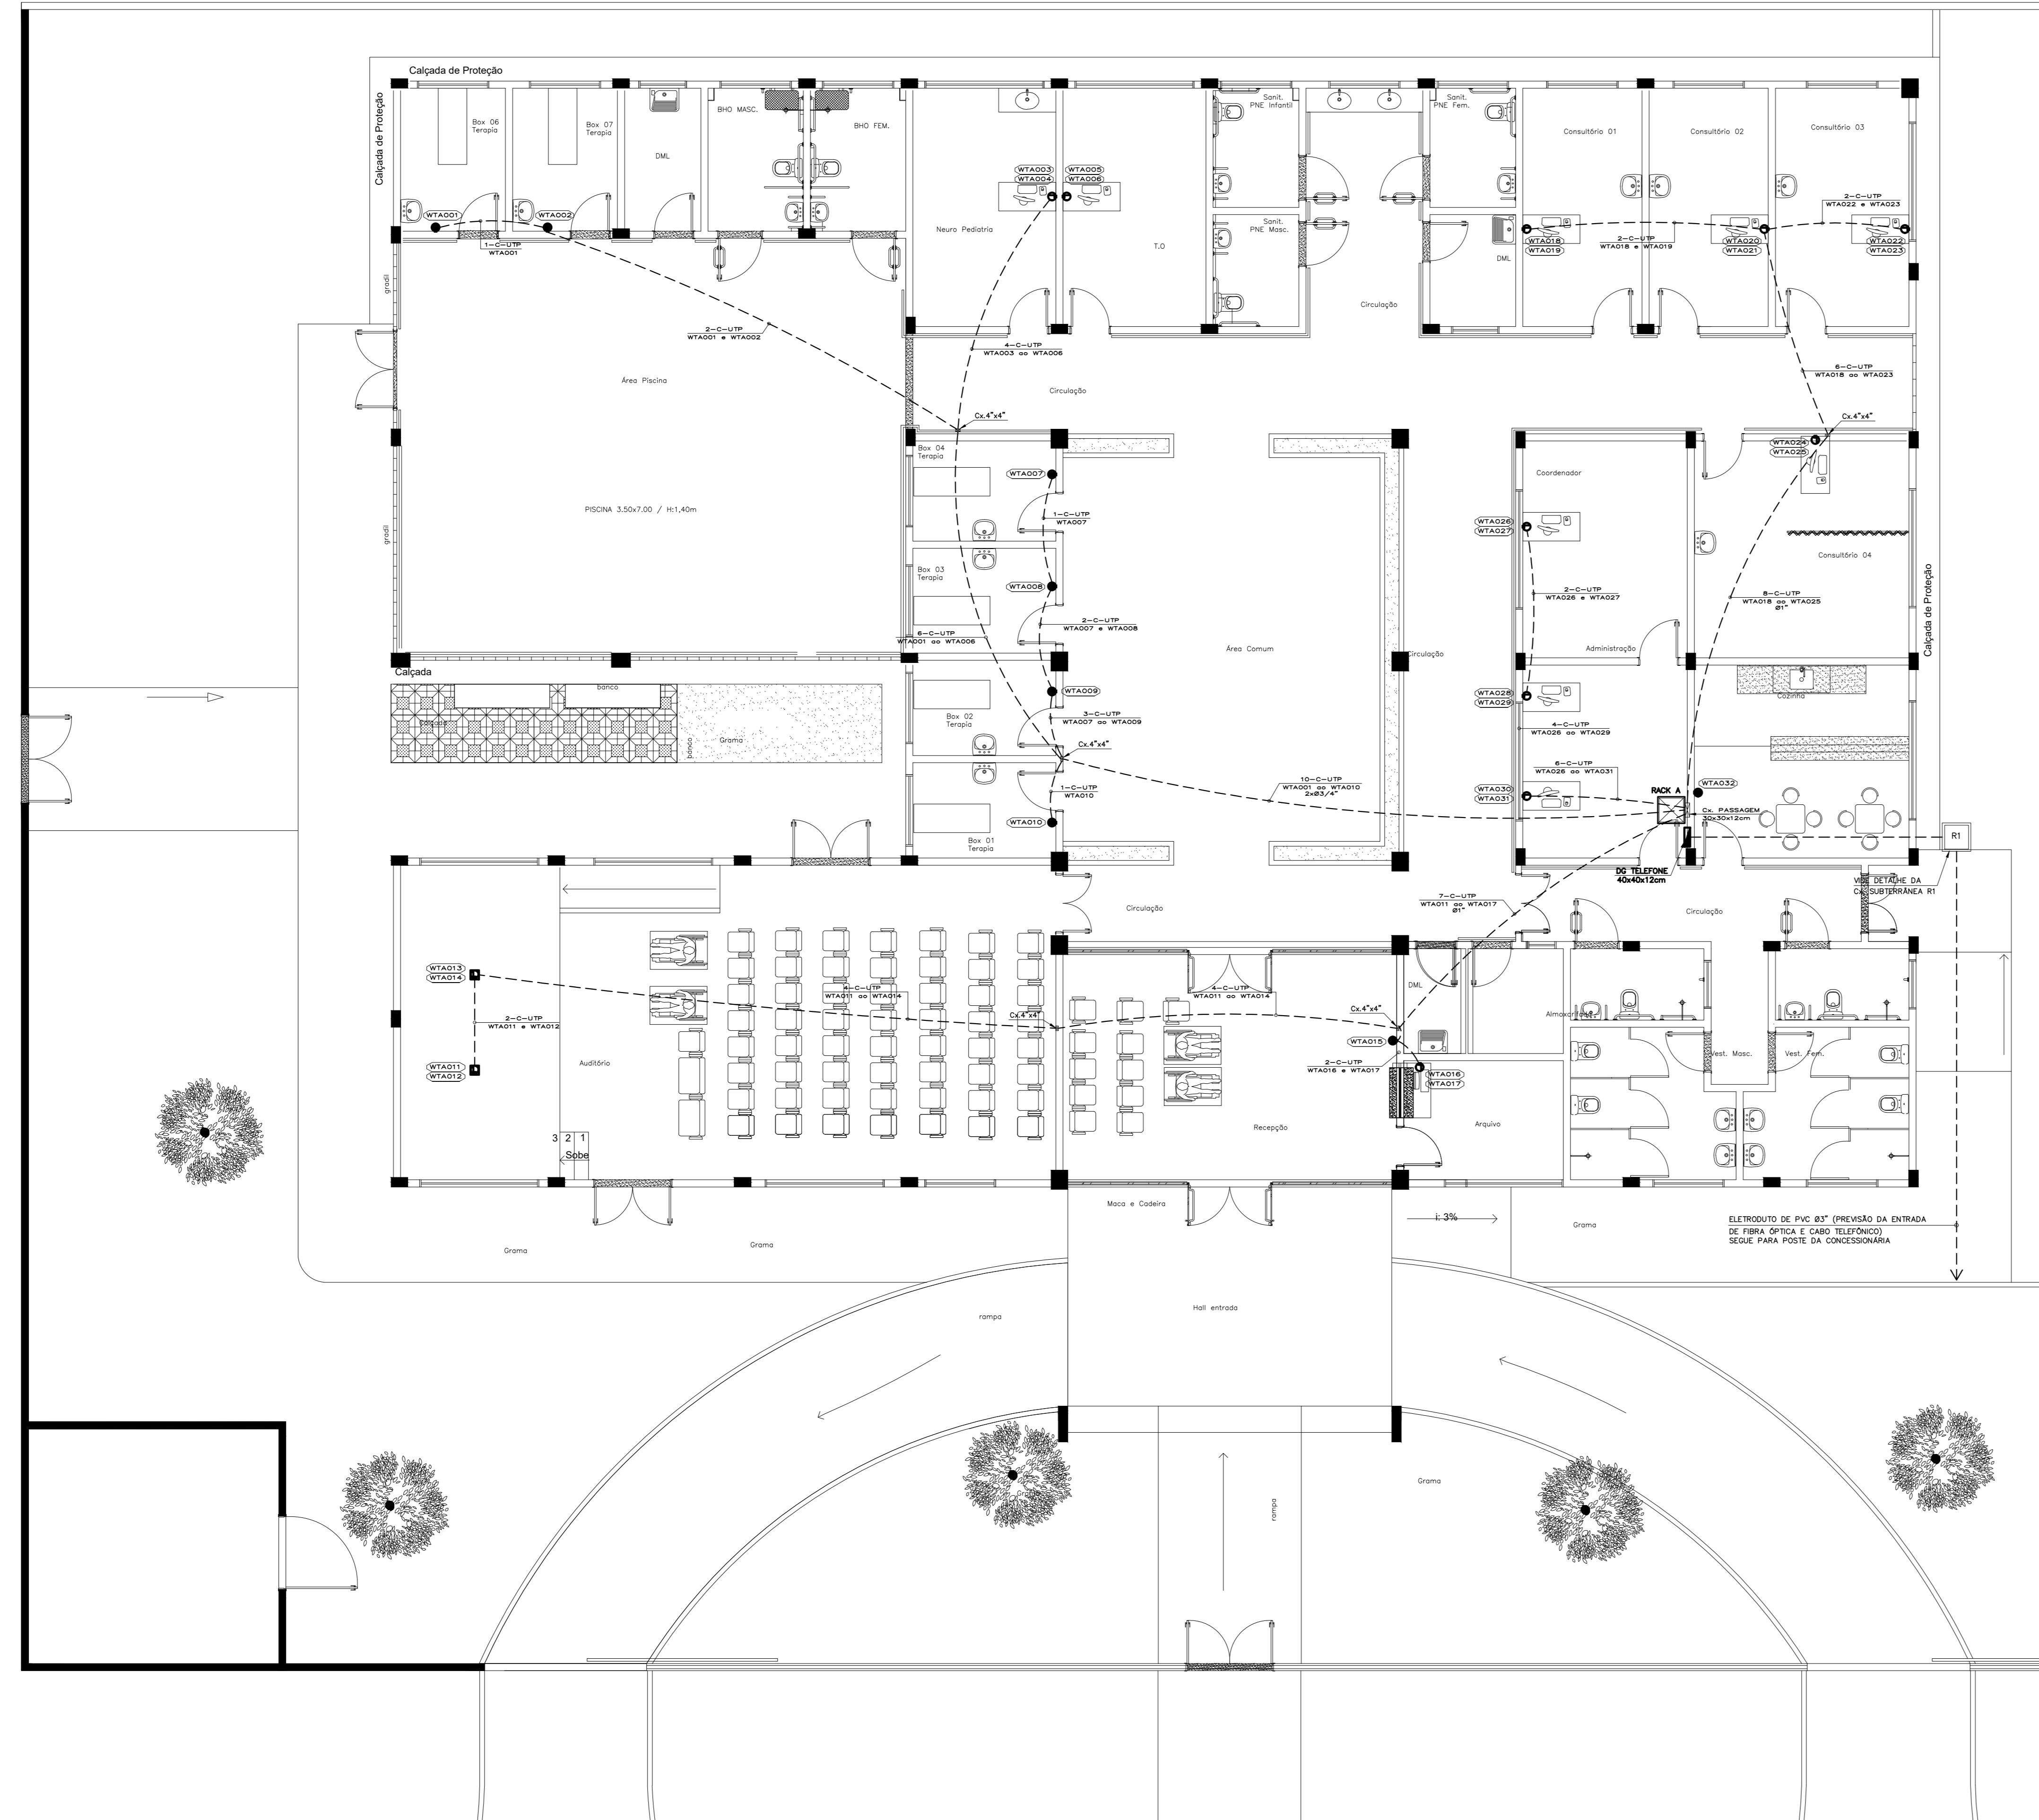 Calçada de Proteção
Calçada de Proteção
Box 06
Terapia
Box 07
Terapia
DML
BHO MASC.
BHO FEM.
WTA001
WTA002
1-C-UTP
WTA001
WTA003
WTA004
WTA005
WTA006
Neuro Pediatria
T.O
Sanit.
PNE Infantil
Sanit.
PNE Fem.
Sanit.
PNE Masc.
DML
Circulação
Consultório 01
Consultório 02
Consultório 03
2-C-UTP
WTA022 e WTA023
WTA018
WTA019
2-C-UTP
WTA018 e WTA019
WTA020
WTA021
WTA022
WTA023
gradil
2-C-UTP
WTA001 e WTA002
4-C-UTP
WTA003 ao WTA006
6-C-UTP
WTA018 ao WTA023
Área Piscina
Circulação
Cx.4"x4"
Cx.4"x4"
PISCINA 3.50x7.00 / H:1,40m
gradil
Box 04
Terapia
WTA007
1-C-UTP
WTA007
Box 03
Terapia
WTA008
2-C-UTP
WTA007 e WTA008
6-C-UTP
WTA001 ao WTA006
Área Comum
Circulação
Coordenador
WTA026
WTA027
2-C-UTP
WTA026 e WTA027
Administração
WTA024
WTA025
Consultório 04
8-C-UTP
WTA018 ao WTA025
Ø1"
Calçada de Proteção
Calçada
banco
Calçada
banco
Grama
WTA009
Box 02
Terapia
3-C-UTP
WTA007 ao WTA009
Cx.4"x4"
1-C-UTP
WTA010
WTA010
Box 01
Terapia
10-C-UTP
WTA001 ao WTA010
2xØ3/4"
WTA028
WTA029
4-C-UTP
WTA026 ao WTA029
6-C-UTP
WTA026 ao WTA031
WTA030
WTA031
Cozinha
RACK A
WTA032
Cx. PASSAGEM
30x30x12cm
R1
DG TELEFONE
40x40x12cm
VIDE DETALHE DA
Cx. SUBTERRÂNEA R1
7-C-UTP
WTA011 ao WTA017
Ø1"
Circulação
Circulação
WTA013
WTA014
2-C-UTP
WTA011 e WTA012
WTA011
WTA012
Auditório
4-C-UTP
WTA011 ao WTA014
Cx.4"x4"
4-C-UTP
WTA011 ao WTA014
Cx.4"x4"
WTA015
2-C-UTP
WTA016 e WTA017
WTA016
WTA017
DML
Almoxarifado
Vest. Masc.
Vest. Fem.
Recepção
Arquivo
3 2 1
Sobe
Maca e Cadeira
i: 3%
Grama
Grama
Grama
ELETRODUTO DE PVC Ø3" (PREVISÃO DA ENTRADA
DE FIBRA ÓPTICA E CABO TELEFÔNICO)
SEGUE PARA POSTE DA CONCESSIONÁRIA
Hall entrada
rampa
Grama
Grama
rampa